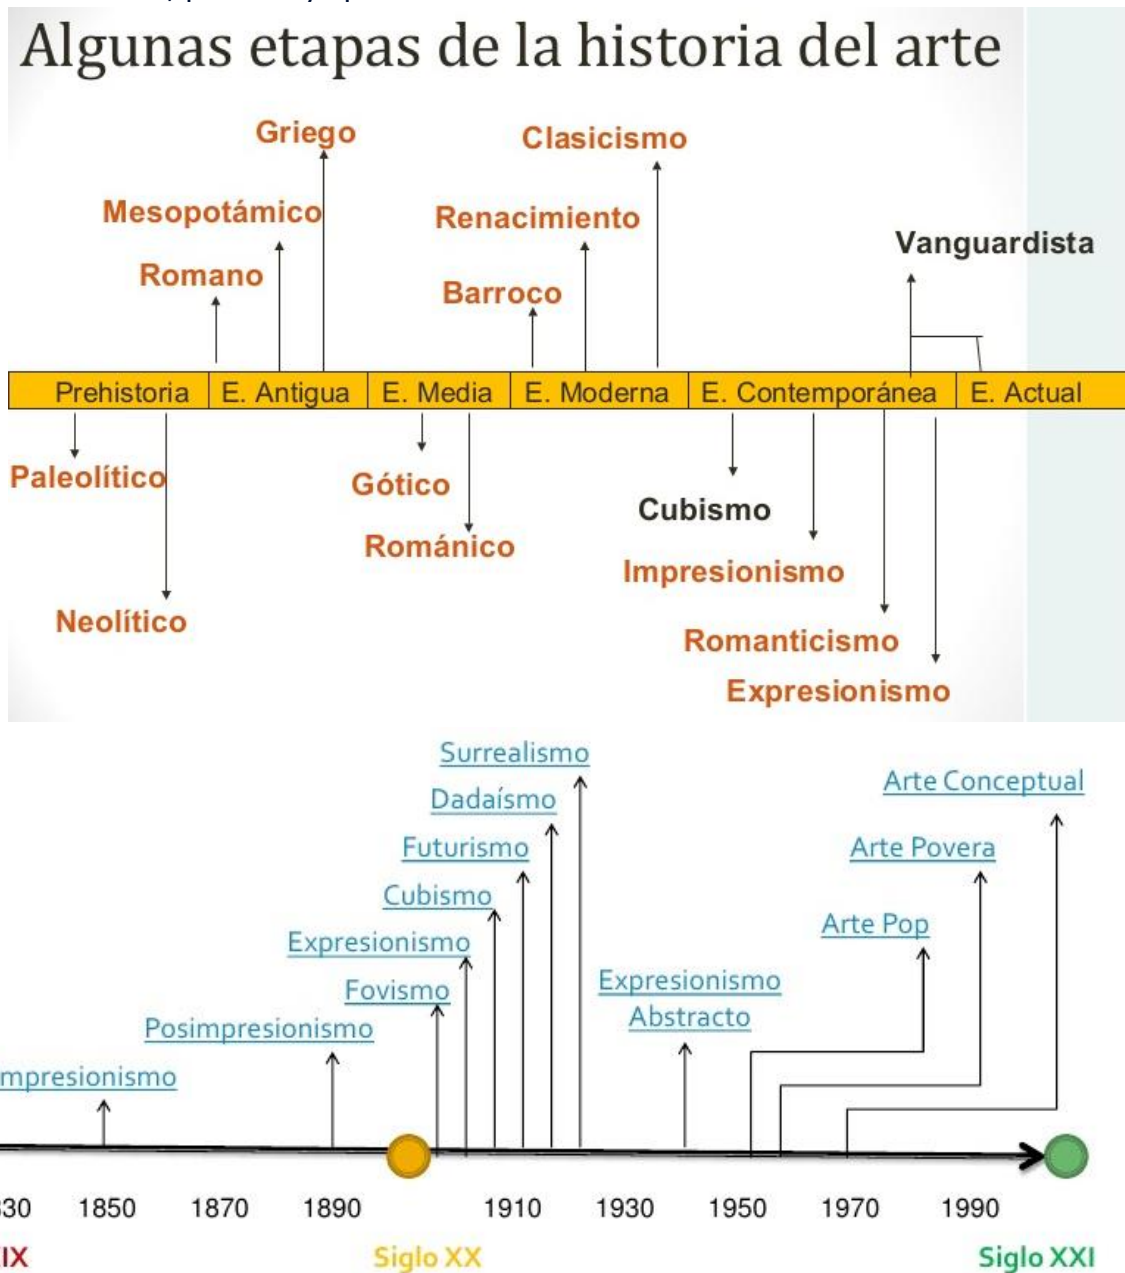 Algunas etapas de la historia del arte
Griego
Clasicismo
Mesopotámico
Renacimiento
Vanguardista
Romano
Barroco
Prehistoria
E. Antigua
E. Media
E. Moderna
E. Contemporánea
E. Actual
Paleolítico
Gótico
Cubismo
Románico
Impresionismo
Neolítico
Romanticismo
Expresionismo
Surrealismo
Arte Conceptual
Dadaísmo
Futurismo
Arte Povera
Cubismo
Arte Pop
Expresionismo
Expresionismo
Abstracto
Fovismo
Posimpresionismo
mpresionismo
30 1850 1870 1890 1910 1930 1950 1970 1990
IX Siglo XX Siglo XXI